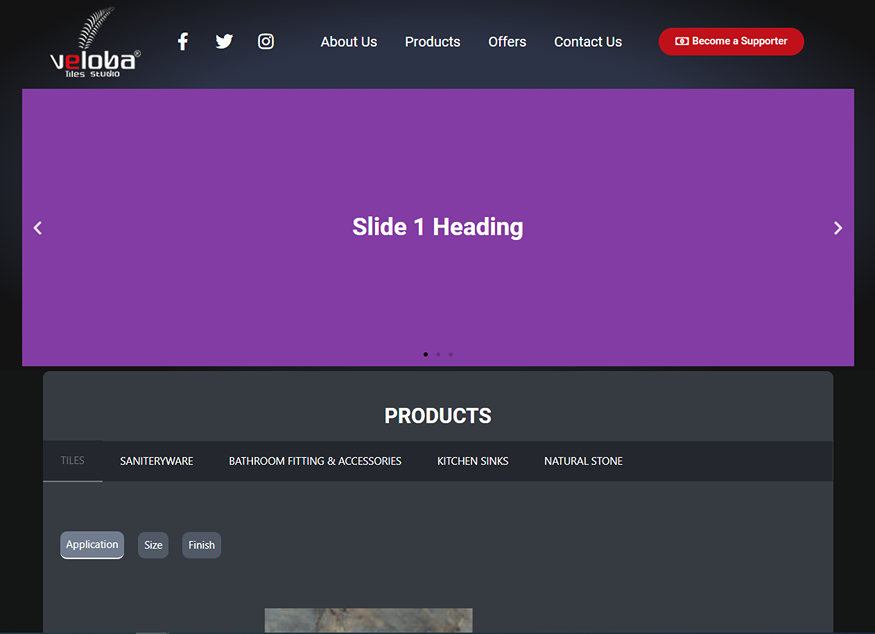 veloba®
Tiles Studio
About Us
Products
Offers
Contact Us
Become a Supporter
Slide 1 Heading
PRODUCTS
TILES
SANITERYWARE
BATHROOM FITTING & ACCESSORIES
KITCHEN SINKS
NATURAL STONE
Application
Size
Finish